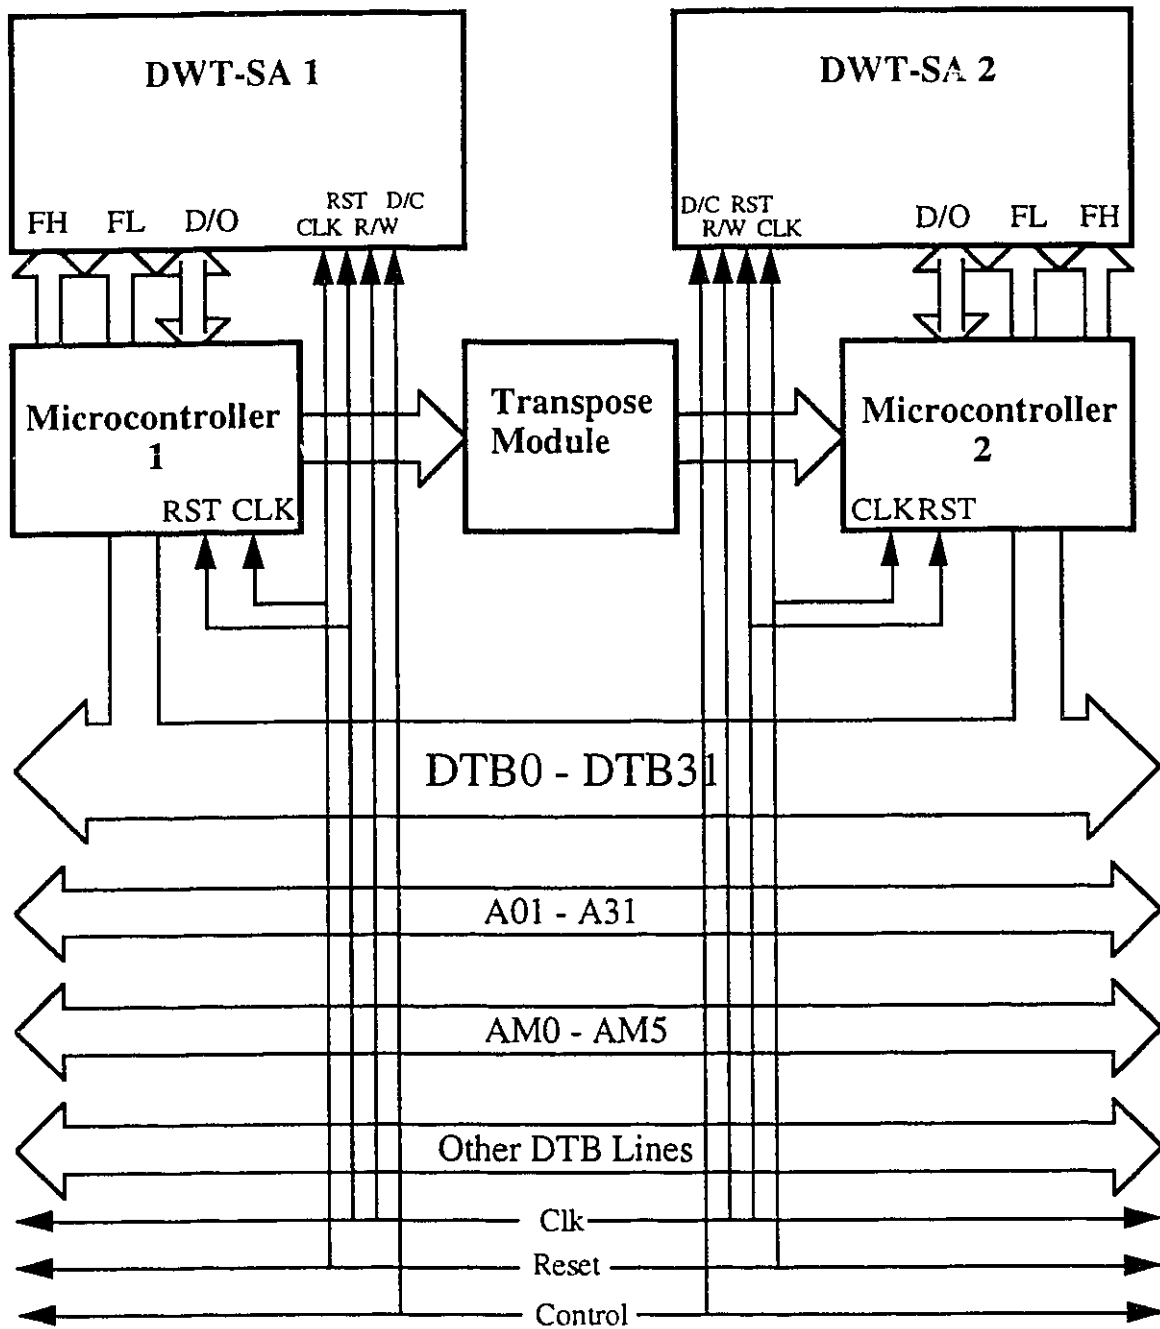 DWT-SA 1
DWT-SA 2
RST D/C
FH FL D/O
CLK R/W
D/C RST
R/W CLK
D/O FL FH
Microcontroller
1
RST CLK
Transpose
Module
Microcontroller
2
CLK RST
DTB0 - DTB31
A01 - A31
AM0 - AM5
Other DTB Lines
Clk
Reset
Control